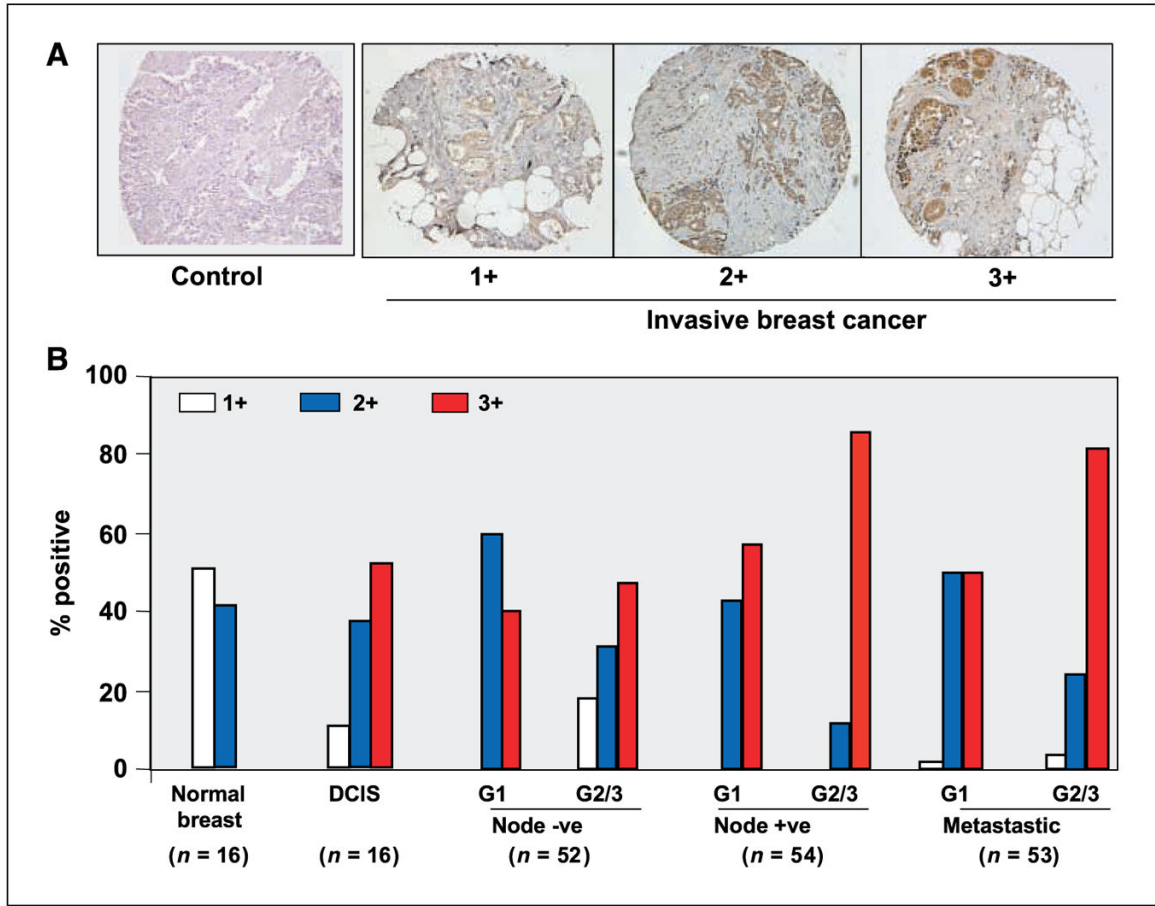 A
Control
1+
2+
3+
Invasive breast cancer
B
100
80
60
40
20
0
% positive
1+
2+
3+
Normal
breast
(n = 16)
DCIS
(n = 16)
G1
G2/3
Node -ve
(n = 52)
G1
G2/3
Node +ve
(n = 54)
G1
G2/3
Metastastic
(n = 53)